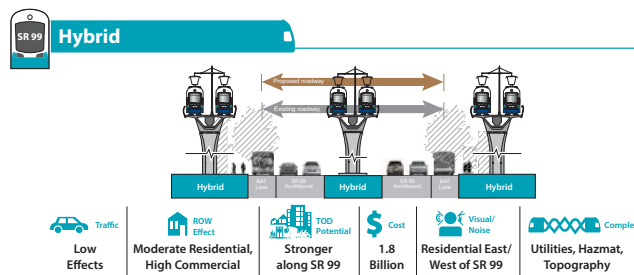 SR 99
Hybrid
Proposed roadway
Existing roadway
BAT
Lane
SR 99
Southbound
SR 99
Northbound
BAT
Lane
Hybrid
Hybrid
Hybrid
Traffic
Low
Effects
ROW
Effect
Moderate Residential,
High Commercial
TOD
Potential
Stronger
along SR 99
$
Cost
1.8
Billion
Visual/
Noise
Residential East/
West of SR 99
Comple
Utilities, Hazmat,
Topography